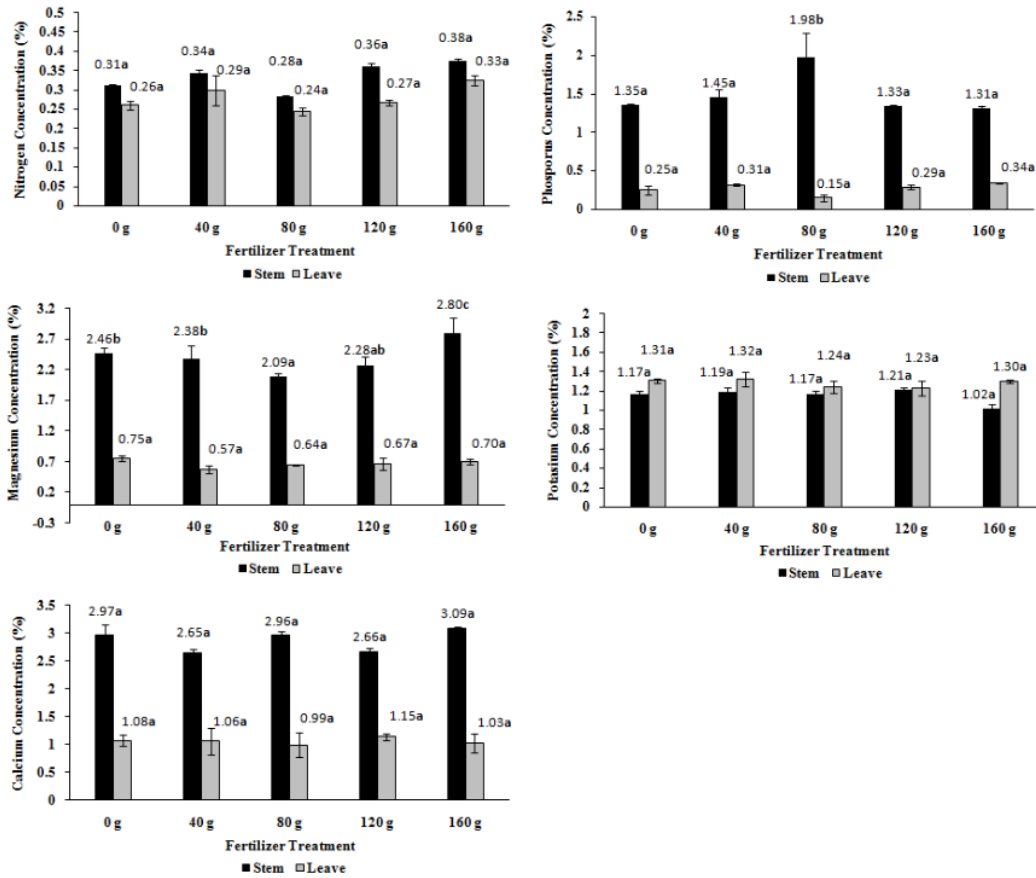 Nitrogen Concentration (%)
0.5
0.45
0.4
0.35
0.3
0.25
0.2
0.15
0.1
0.05
0
0.31a
0.26a
0.34a
0.29a
0.28a
0.24a
0.36a
0.27a
0.38a
0.33a
0 g 40 g 80 g 120 g 160 g
Fertilizer Treatment
Stem Leave
Phosporus Concentration (%)
2.5
2
1.5
1
0.5
0
1.35a
0.25a
1.45a
0.31a
1.98b
0.15a
1.33a
0.29a
1.31a
0.34a
0 g 40 g 80 g 120 g 160 g
Fertilizer Treatment
Stem Leave
Magnesium Concentration (%)
3.2
2.7
2.2
1.7
1.2
0.7
0.2
-0.3
2.46b
0.75a
2.38b
0.57a
2.09a
0.64a
2.28ab
0.67a
2.80c
0.70a
0 g 40 g 80 g 120 g 160 g
Fertilizer Treatment
Stem Leave
Potasium Concentration (%)
2
1.8
1.6
1.4
1.2
1
0.8
0.6
0.4
0.2
0
1.17a
1.31a
1.19a
1.32a
1.17a
1.24a
1.21a
1.23a
1.02a
1.30a
0 g 40 g 80 g 120 g 160 g
Fertilizer Treatment
Stem Leave
Calcium Concentration (%)
3.5
3
2.5
2
1.5
1
0.5
0
2.97a
1.08a
2.65a
1.06a
2.96a
0.99a
2.66a
1.15a
3.09a
1.03a
0 g 40 g 80 g 120 g 160 g
Fertilizer Treatment
Stem Leave